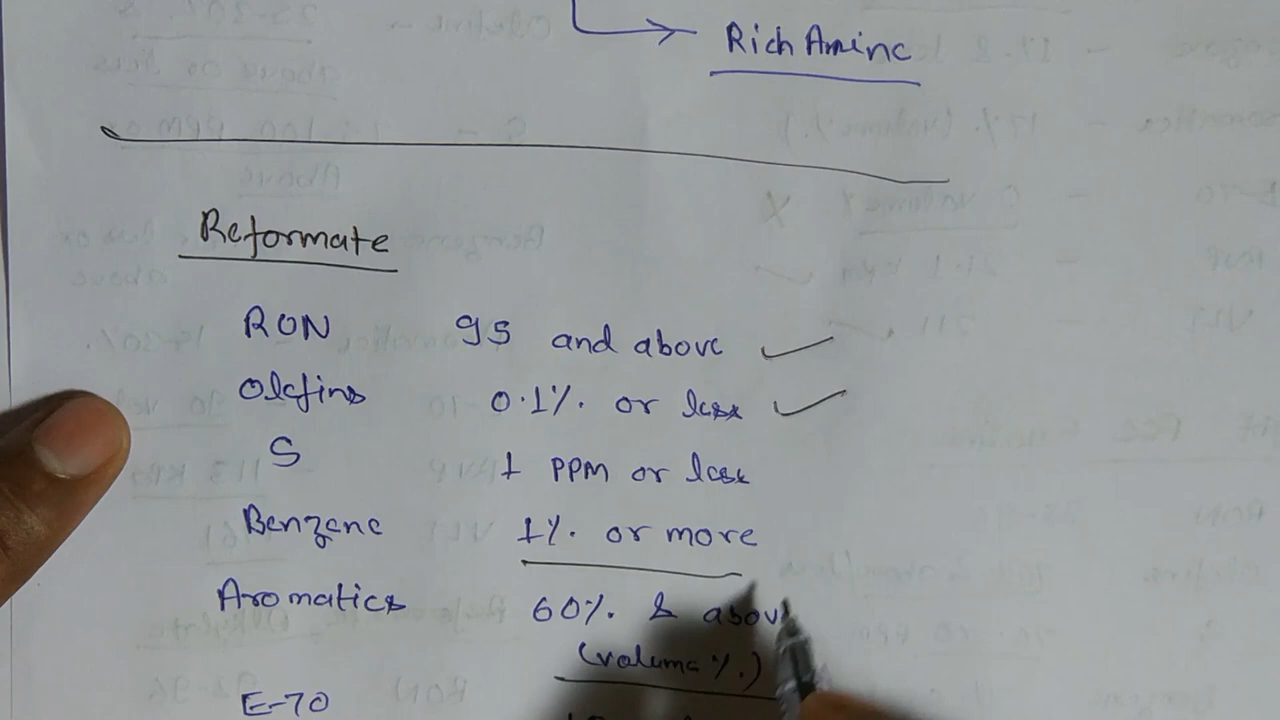 Rich Amine
Reformate
RON 95 and above
Olefins 0.1% or less
S 1 PPM or less
Benzene 1% or more
Aromatics 60% & above
(volume %)
E-70